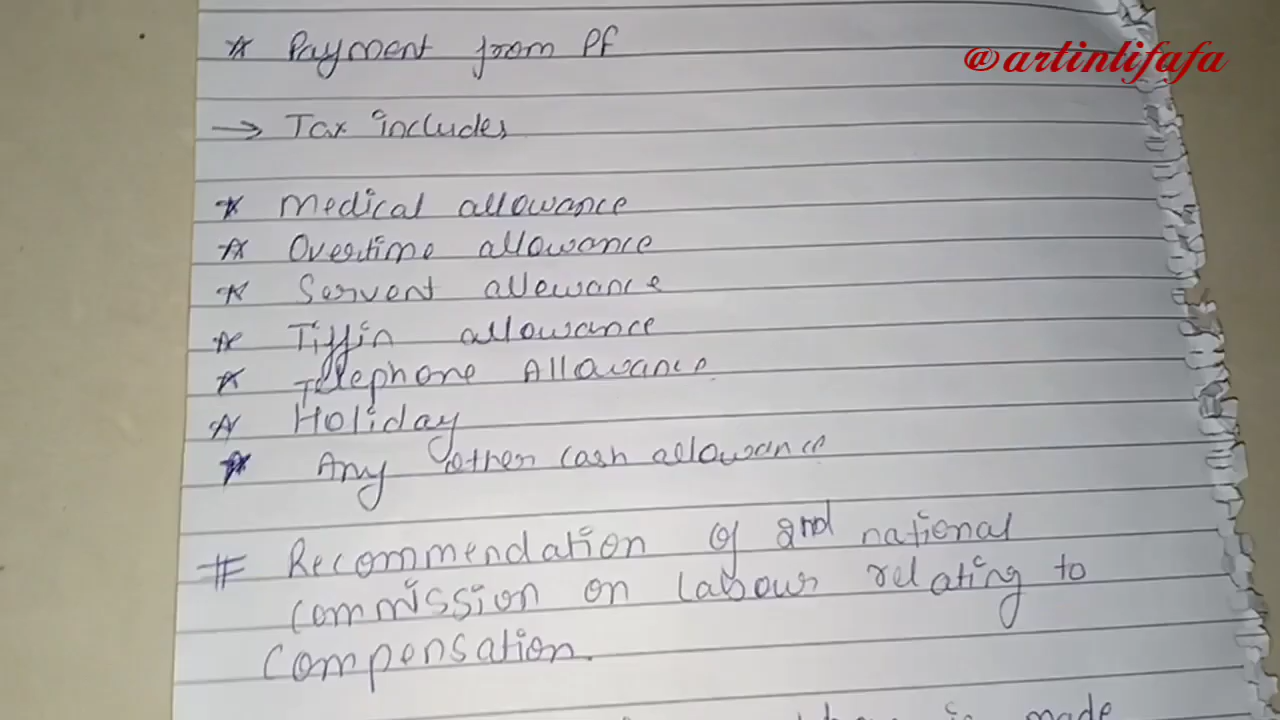 * Payment from PF
@artinlifafa
→ Tax includes
* Medical allowance
* Overtime allowance
* Servent allowance
* Tiffin allowance
* Telephone Allowance
* Holiday
* Any other cash allowance
# Recommendation of 2nd national
commission on Labour relating to
Compensation.
is made